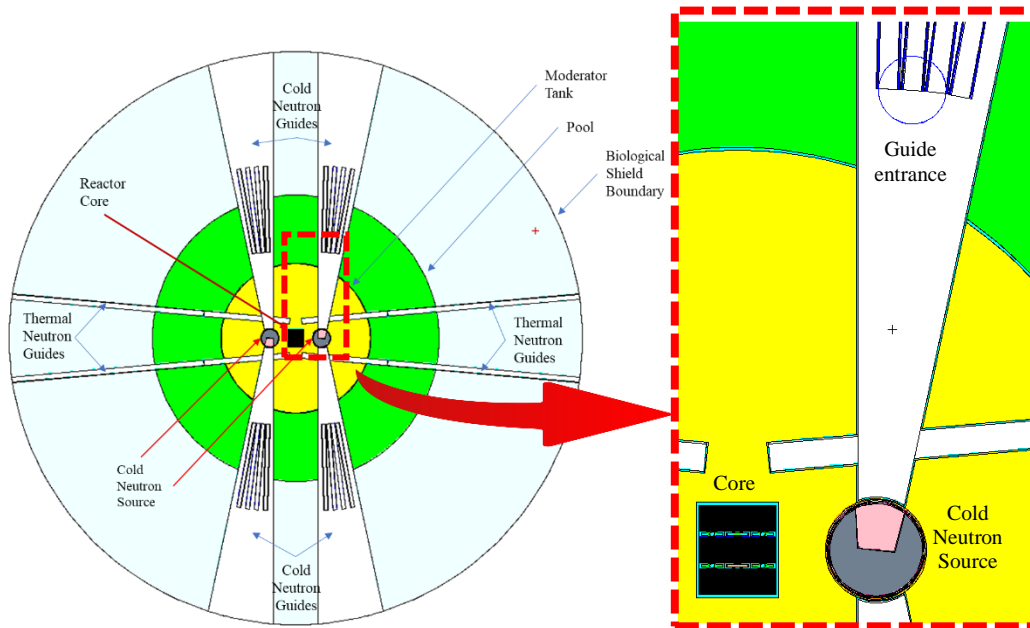 Cold
Neutron
Guides
Moderator
Tank
Pool
Biological
Shield
Boundary
Reactor
Core
Thermal
Neutron
Guides
Thermal
Neutron
Guides
Cold
Neutron
Source
Cold
Neutron
Guides
Guide
entrance
Core
Cold
Neutron
Source